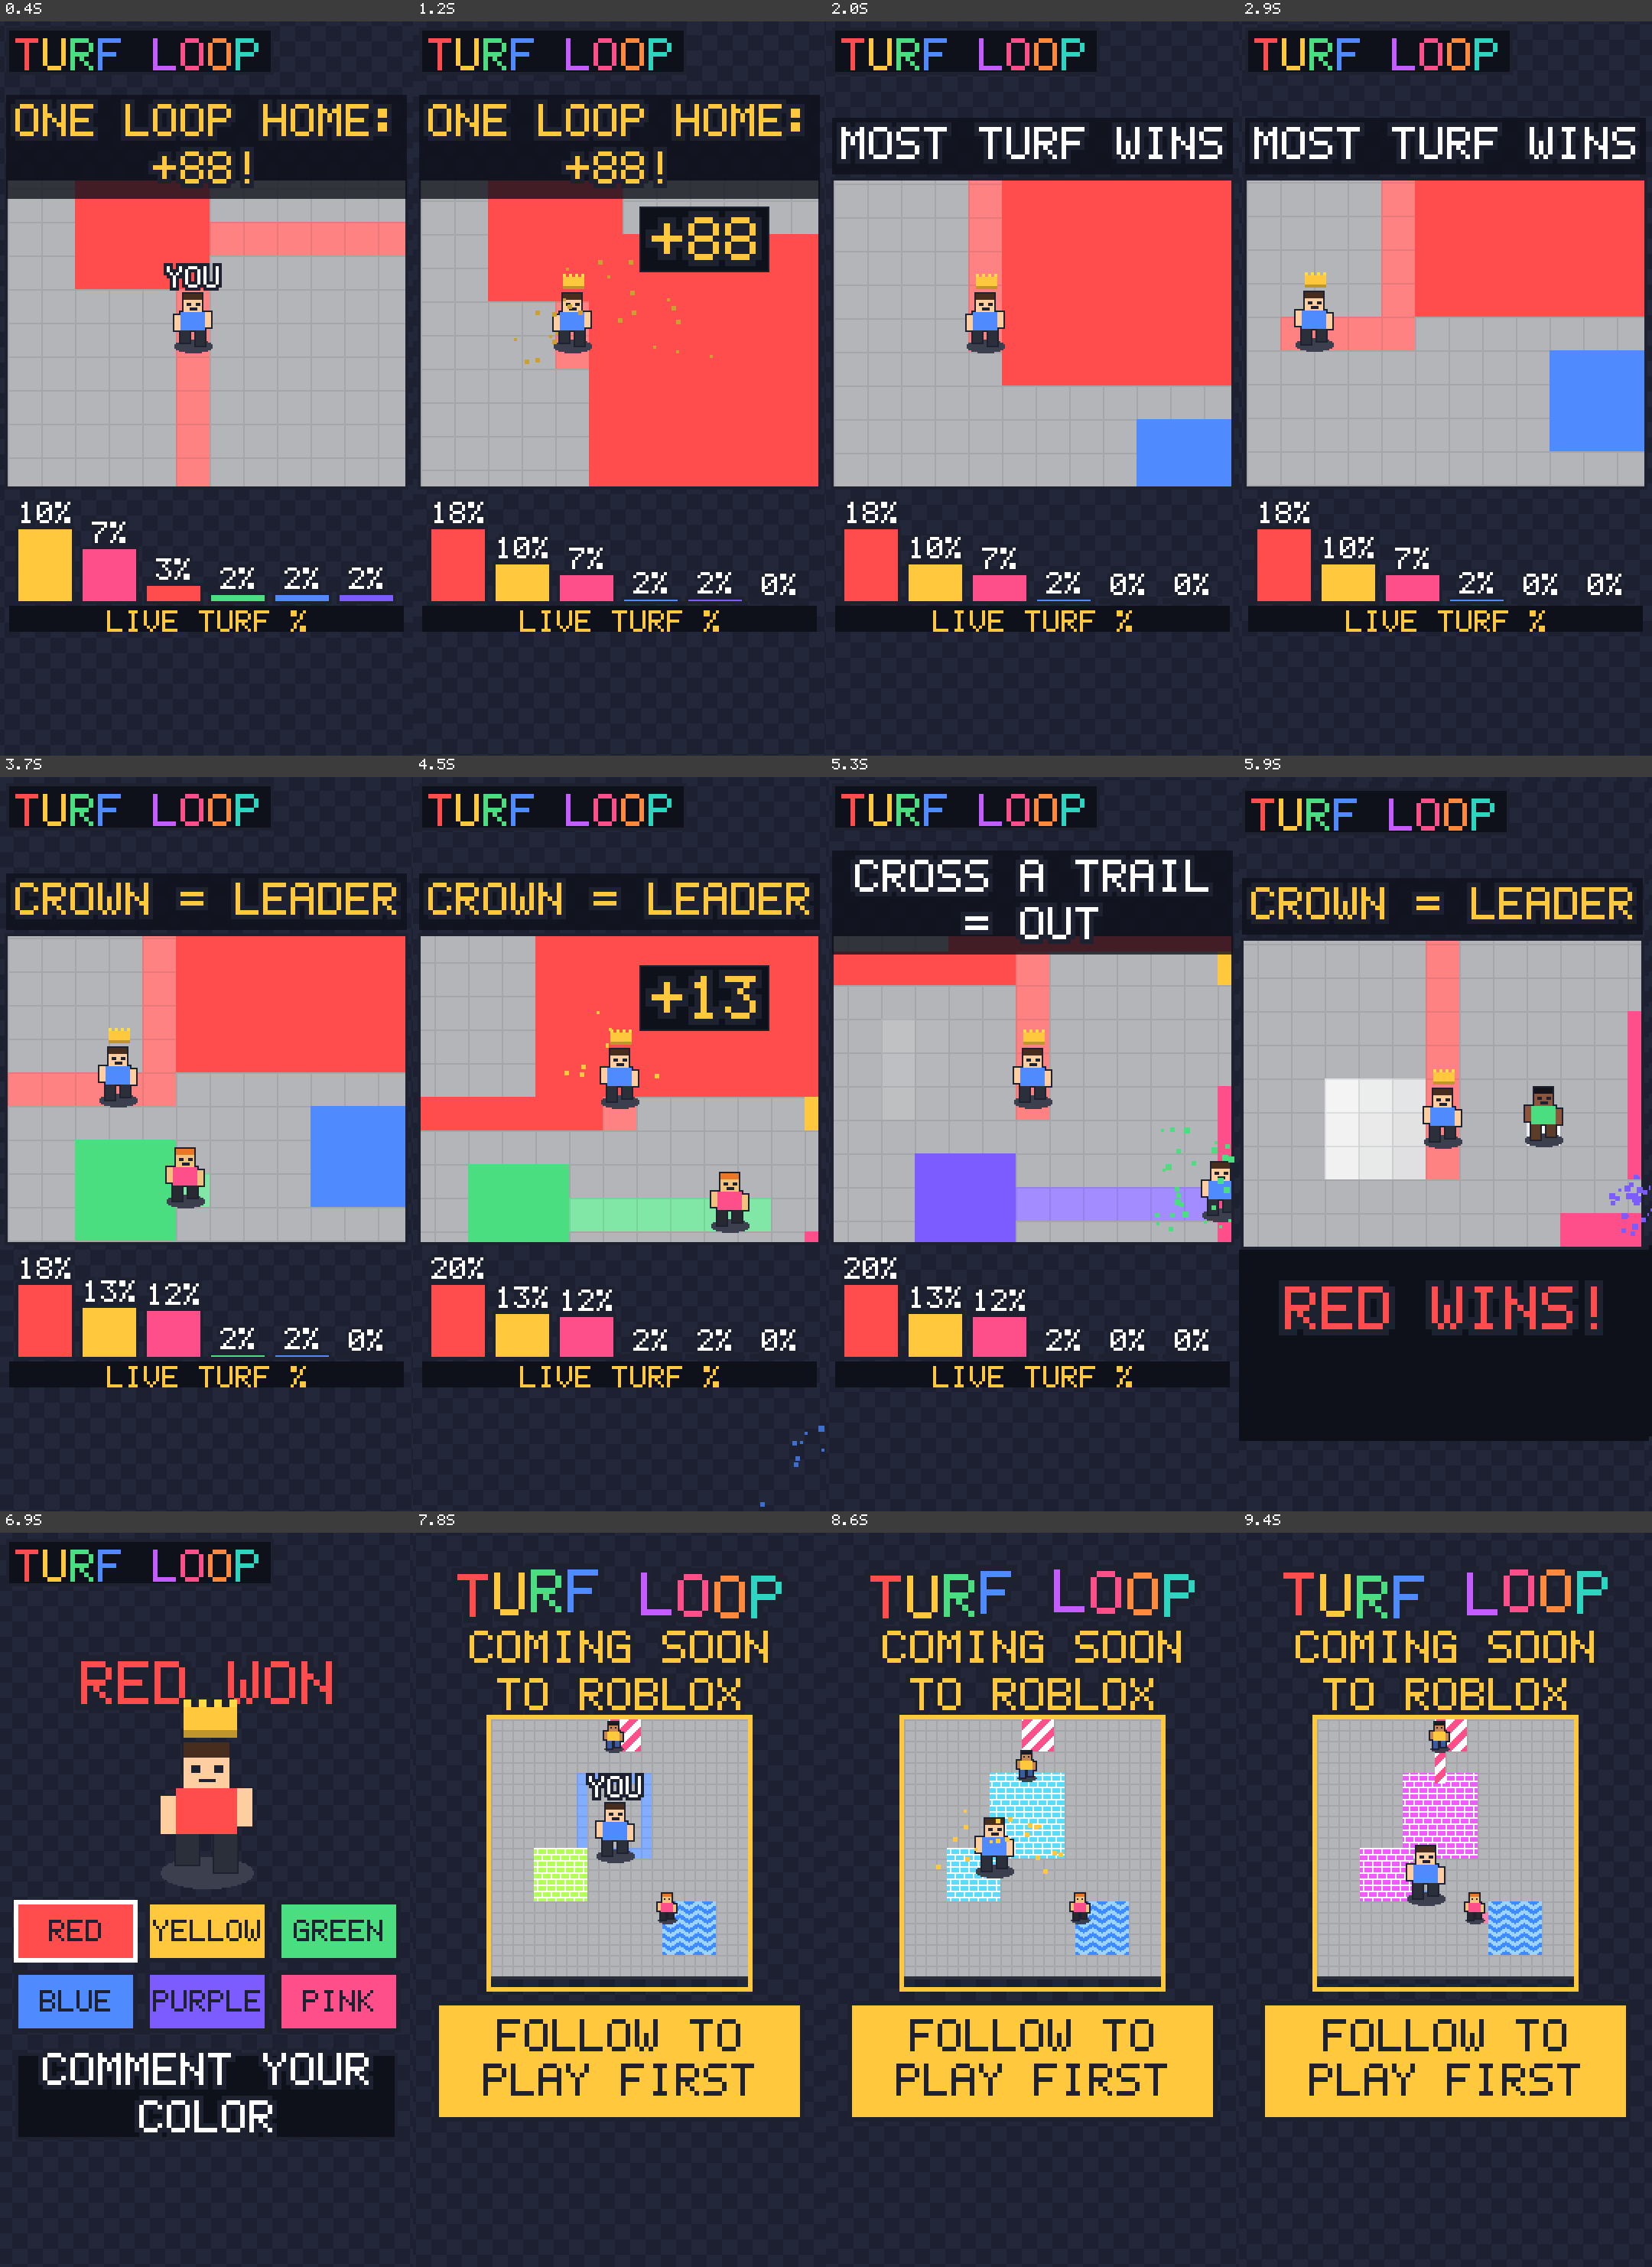 0.4S
TURF LOOP
ONE LOOP HOME:
+88!
YOU
10% 7% 3% 2% 2% 2%
LIVE TURF %
1.2S
TURF LOOP
ONE LOOP HOME:
+88!
+88
18% 10% 7% 2% 2% 0%
LIVE TURF %
2.0S
TURF LOOP
MOST TURF WINS
18% 10% 7% 2% 0% 0%
LIVE TURF %
2.9S
TURF LOOP
MOST TURF WINS
18% 10% 7% 2% 0% 0%
LIVE TURF %
3.7S
TURF LOOP
CROWN = LEADER
18% 13% 12% 2% 2% 0%
LIVE TURF %
4.5S
TURF LOOP
CROWN = LEADER
+13
20% 13% 12% 2% 2% 0%
LIVE TURF %
5.3S
TURF LOOP
CROSS A TRAIL
= OUT
20% 13% 12% 2% 0% 0%
LIVE TURF %
5.9S
TURF LOOP
CROWN = LEADER
RED WINS!
6.9S
TURF LOOP
RED WON
RED YELLOW GREEN
BLUE PURPLE PINK
COMMENT YOUR
COLOR
7.8S
TURF LOOP
COMING SOON
TO ROBLOX
YOU
FOLLOW TO
PLAY FIRST
8.6S
TURF LOOP
COMING SOON
TO ROBLOX
FOLLOW TO
PLAY FIRST
9.4S
TURF LOOP
COMING SOON
TO ROBLOX
FOLLOW TO
PLAY FIRST